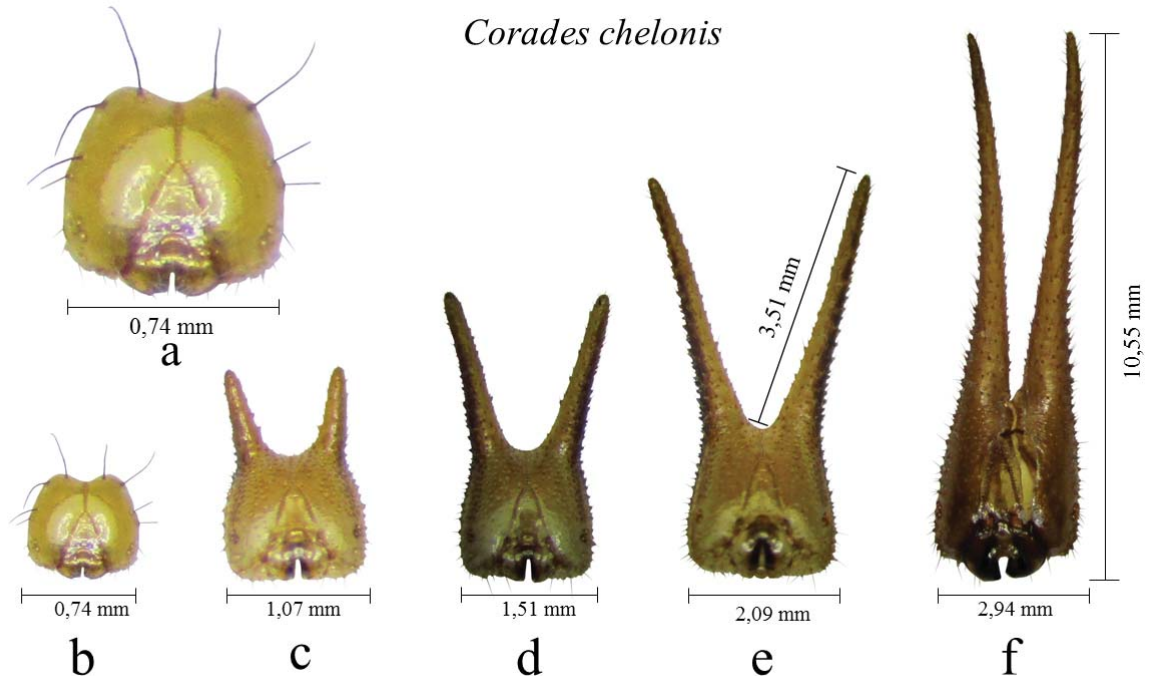 Corades chelonis
0,74 mm
a
3,51 mm
10,55 mm
0,74 mm
1,07 mm
1,51 mm
2,09 mm
2,94 mm
b
c
d
e
f